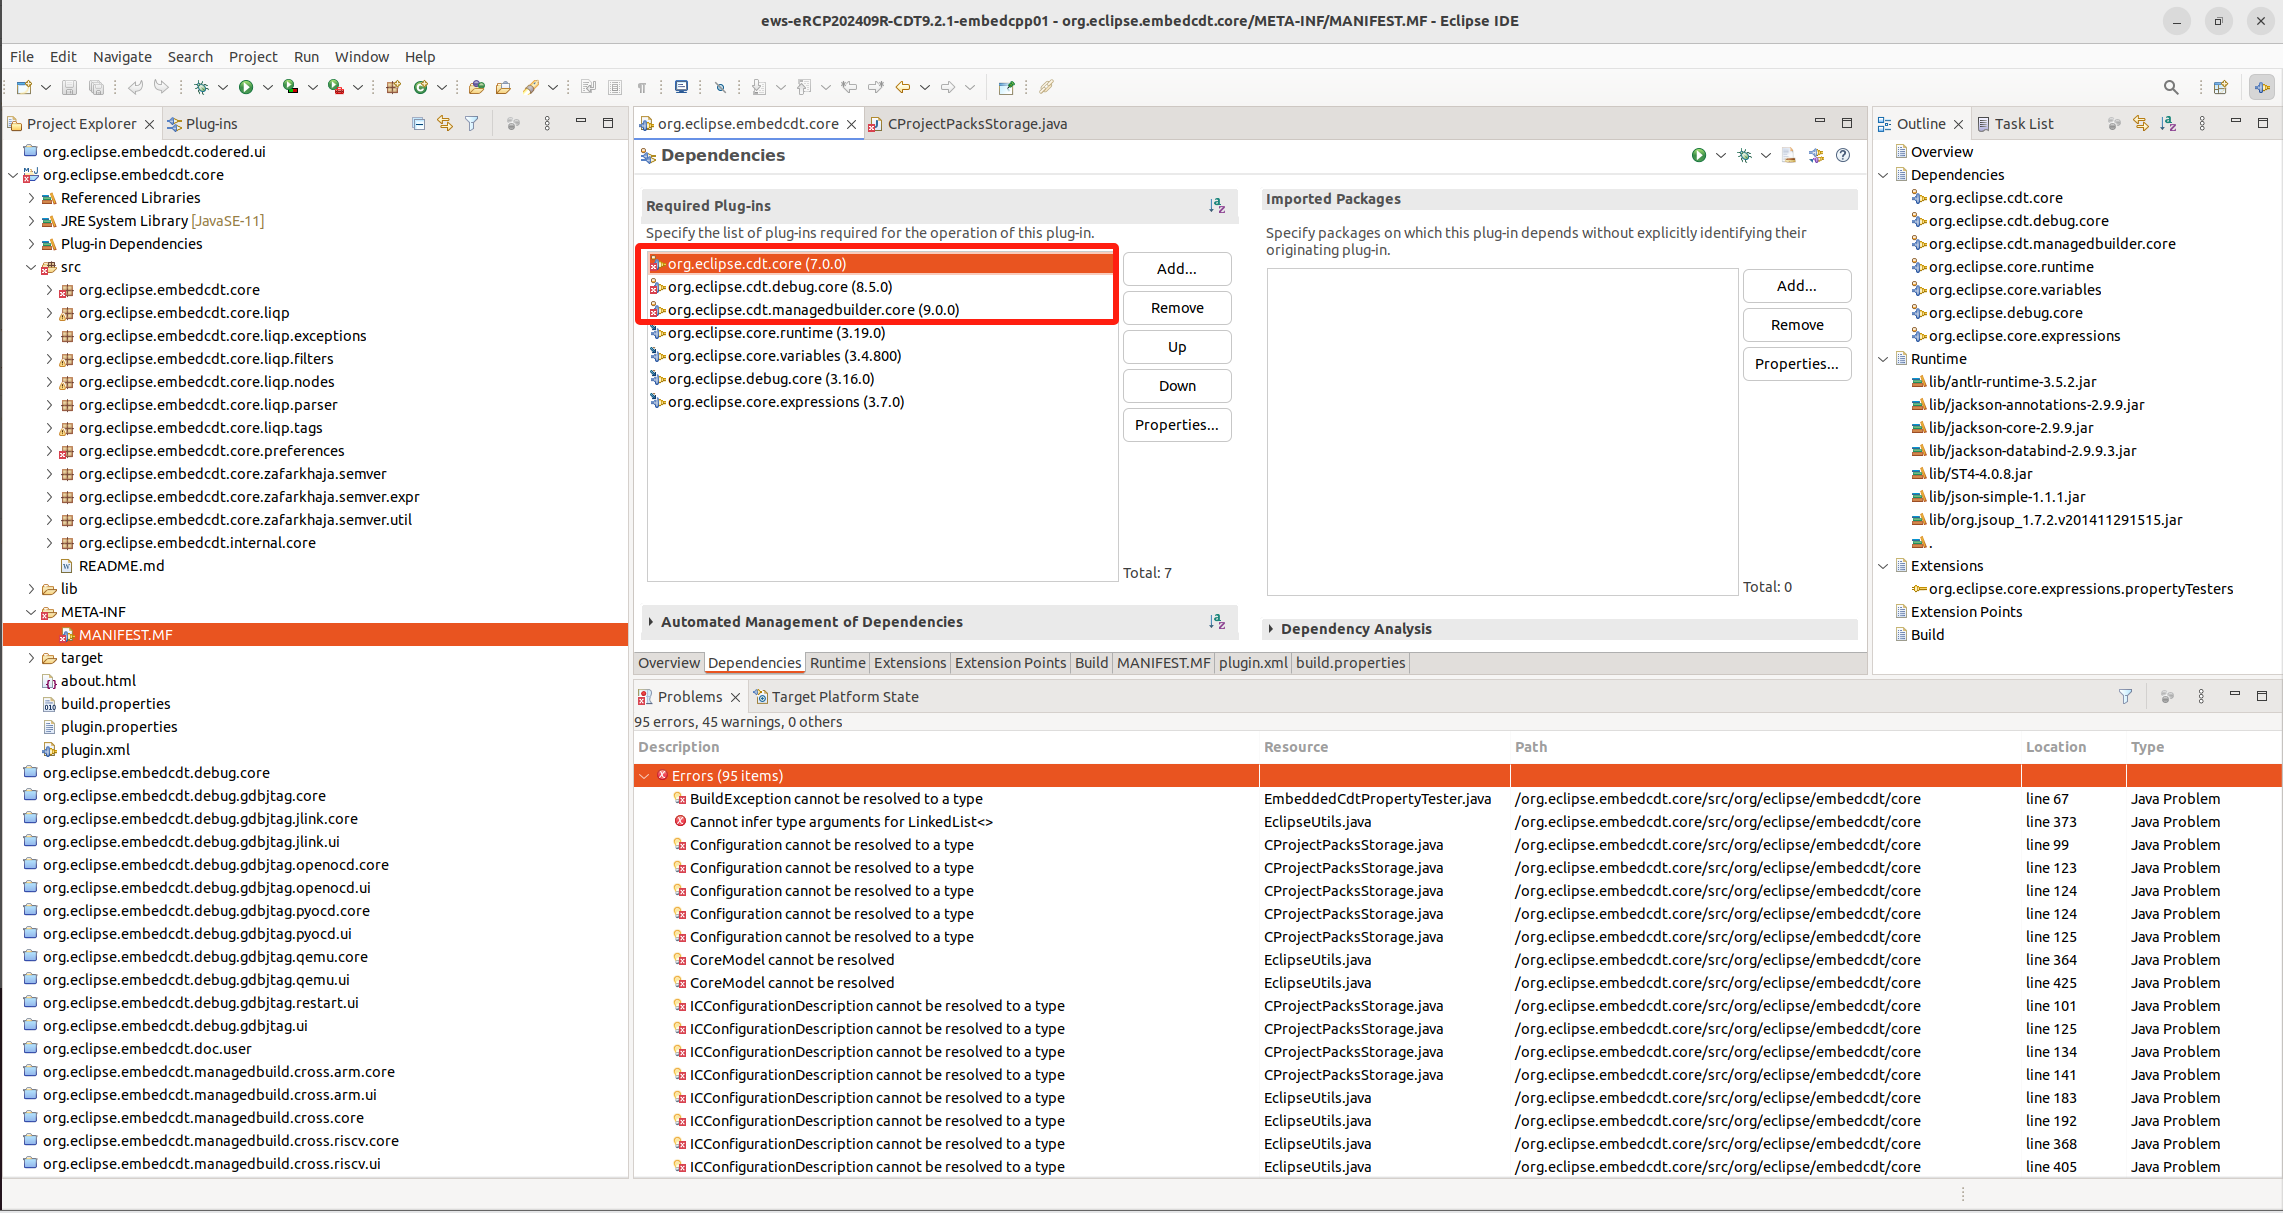 ews-eRCP202409R-CDT9.2.1-embedcpp01 - org.eclipse.embedcdt.core/META-INF/MANIFEST.MF - Eclipse IDE
File Edit Navigate Search Project Run Window Help
Project Explorer
Plug-ins
org.eclipse.embedcdt.codered.ui
org.eclipse.embedcdt.core
Referenced Libraries
JRE System Library [JavaSE-11]
Plug-in Dependencies
src
org.eclipse.embedcdt.core
org.eclipse.embedcdt.core.liqp
org.eclipse.embedcdt.core.liqp.exceptions
org.eclipse.embedcdt.core.liqp.filters
org.eclipse.embedcdt.core.liqp.nodes
org.eclipse.embedcdt.core.liqp.parser
org.eclipse.embedcdt.core.liqp.tags
org.eclipse.embedcdt.core.preferences
org.eclipse.embedcdt.core.zafarkhaja.semver
org.eclipse.embedcdt.core.zafarkhaja.semver.expr
org.eclipse.embedcdt.core.zafarkhaja.semver.util
org.eclipse.embedcdt.internal.core
README.md
lib
META-INF
MANIFEST.MF
target
about.html
build.properties
plugin.properties
plugin.xml
org.eclipse.embedcdt.debug.core
org.eclipse.embedcdt.debug.gdbjtag.core
org.eclipse.embedcdt.debug.gdbjtag.jlink.core
org.eclipse.embedcdt.debug.gdbjtag.jlink.ui
org.eclipse.embedcdt.debug.gdbjtag.openocd.core
org.eclipse.embedcdt.debug.gdbjtag.openocd.ui
org.eclipse.embedcdt.debug.gdbjtag.pyocd.core
org.eclipse.embedcdt.debug.gdbjtag.pyocd.ui
org.eclipse.embedcdt.debug.gdbjtag.qemu.core
org.eclipse.embedcdt.debug.gdbjtag.qemu.ui
org.eclipse.embedcdt.debug.gdbjtag.restart.ui
org.eclipse.embedcdt.debug.gdbjtag.ui
org.eclipse.embedcdt.doc.user
org.eclipse.embedcdt.managedbuild.cross.arm.core
org.eclipse.embedcdt.managedbuild.cross.arm.ui
org.eclipse.embedcdt.managedbuild.cross.core
org.eclipse.embedcdt.managedbuild.cross.riscv.core
org.eclipse.embedcdt.managedbuild.cross.riscv.ui
org.eclipse.embedcdt.core
CProjectPacksStorage.java
Dependencies
Required Plug-ins
Specify the list of plug-ins required for the operation of this plug-in.
org.eclipse.cdt.core (7.0.0)
org.eclipse.cdt.debug.core (8.5.0)
org.eclipse.cdt.managedbuilder.core (9.0.0)
org.eclipse.core.runtime (3.19.0)
org.eclipse.core.variables (3.4.800)
org.eclipse.debug.core (3.16.0)
org.eclipse.core.expressions (3.7.0)
Add...
Remove
Up
Down
Properties...
Total: 7
Automated Management of Dependencies
Imported Packages
Specify packages on which this plug-in depends without explicitly identifying their
originating plug-in.
Add...
Remove
Properties...
Total: 0
Dependency Analysis
Overview Dependencies Runtime Extensions Extension Points Build MANIFEST.MF plugin.xml build.properties
Outline
Task List
Overview
Dependencies
org.eclipse.cdt.core
org.eclipse.cdt.debug.core
org.eclipse.cdt.managedbuilder.core
org.eclipse.core.runtime
org.eclipse.core.variables
org.eclipse.debug.core
org.eclipse.core.expressions
Runtime
lib/antlr-runtime-3.5.2.jar
lib/jackson-annotations-2.9.9.jar
lib/jackson-core-2.9.9.jar
lib/jackson-databind-2.9.9.3.jar
lib/ST4-4.0.8.jar
lib/json-simple-1.1.1.jar
lib/org.jsoup_1.7.2.v201411291515.jar
.
Extensions
org.eclipse.core.expressions.propertyTesters
Extension Points
Build
Problems
Target Platform State
95 errors, 45 warnings, 0 others
Description Resource Path Location Type
Errors (95 items)
BuildException cannot be resolved to a type EmbeddedCdtPropertyTester.java /org.eclipse.embedcdt.core/src/org/eclipse/embedcdt/core line 67 Java Problem
Cannot infer type arguments for LinkedList<> EclipseUtils.java /org.eclipse.embedcdt.core/src/org/eclipse/embedcdt/core line 373 Java Problem
Configuration cannot be resolved to a type CProjectPacksStorage.java /org.eclipse.embedcdt.core/src/org/eclipse/embedcdt/core line 99 Java Problem
Configuration cannot be resolved to a type CProjectPacksStorage.java /org.eclipse.embedcdt.core/src/org/eclipse/embedcdt/core line 123 Java Problem
Configuration cannot be resolved to a type CProjectPacksStorage.java /org.eclipse.embedcdt.core/src/org/eclipse/embedcdt/core line 124 Java Problem
Configuration cannot be resolved to a type CProjectPacksStorage.java /org.eclipse.embedcdt.core/src/org/eclipse/embedcdt/core line 124 Java Problem
Configuration cannot be resolved to a type CProjectPacksStorage.java /org.eclipse.embedcdt.core/src/org/eclipse/embedcdt/core line 125 Java Problem
CoreModel cannot be resolved EclipseUtils.java /org.eclipse.embedcdt.core/src/org/eclipse/embedcdt/core line 364 Java Problem
CoreModel cannot be resolved EclipseUtils.java /org.eclipse.embedcdt.core/src/org/eclipse/embedcdt/core line 425 Java Problem
ICConfigurationDescription cannot be resolved to a type CProjectPacksStorage.java /org.eclipse.embedcdt.core/src/org/eclipse/embedcdt/core line 101 Java Problem
ICConfigurationDescription cannot be resolved to a type CProjectPacksStorage.java /org.eclipse.embedcdt.core/src/org/eclipse/embedcdt/core line 125 Java Problem
ICConfigurationDescription cannot be resolved to a type CProjectPacksStorage.java /org.eclipse.embedcdt.core/src/org/eclipse/embedcdt/core line 134 Java Problem
ICConfigurationDescription cannot be resolved to a type CProjectPacksStorage.java /org.eclipse.embedcdt.core/src/org/eclipse/embedcdt/core line 141 Java Problem
ICConfigurationDescription cannot be resolved to a type EclipseUtils.java /org.eclipse.embedcdt.core/src/org/eclipse/embedcdt/core line 183 Java Problem
ICConfigurationDescription cannot be resolved to a type EclipseUtils.java /org.eclipse.embedcdt.core/src/org/eclipse/embedcdt/core line 192 Java Problem
ICConfigurationDescription cannot be resolved to a type EclipseUtils.java /org.eclipse.embedcdt.core/src/org/eclipse/embedcdt/core line 368 Java Problem
ICConfigurationDescription cannot be resolved to a type EclipseUtils.java /org.eclipse.embedcdt.core/src/org/eclipse/embedcdt/core line 405 Java Problem